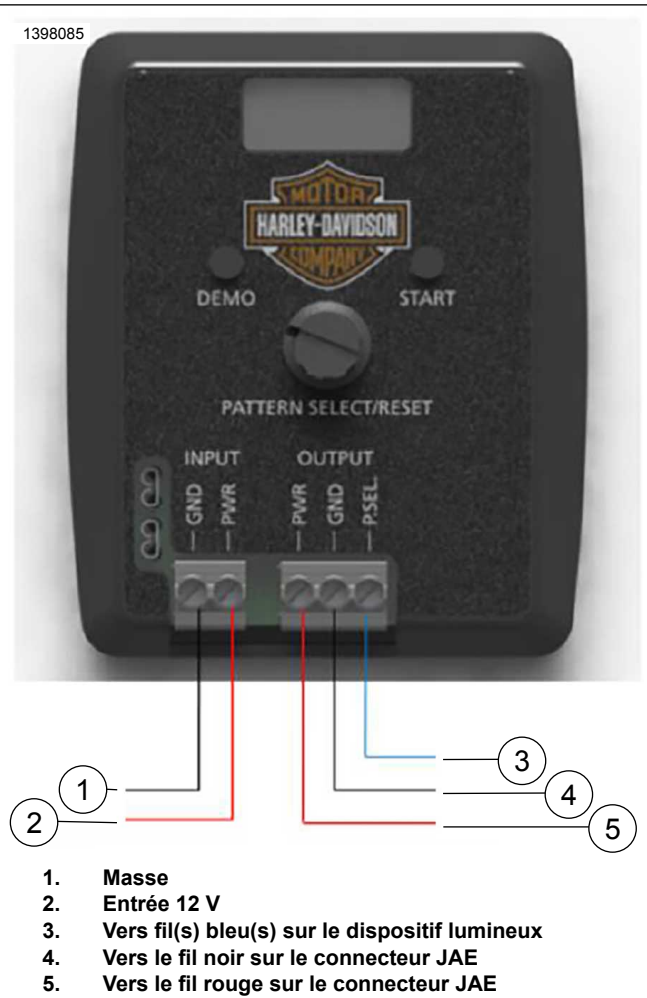 1398085
MOTOR
HARLEY-DAVIDSON
COMPANY
DEMO
START
PATTERN SELECT/RESET
INPUT
OUTPUT
GND
PWR
PWR
GND
P.SEL.
1
2
3
4
5
1. Masse
2. Entrée 12 V
3. Vers fil(s) bleu(s) sur le dispositif lumineux
4. Vers le fil noir sur le connecteur JAE
5. Vers le fil rouge sur le connecteur JAE